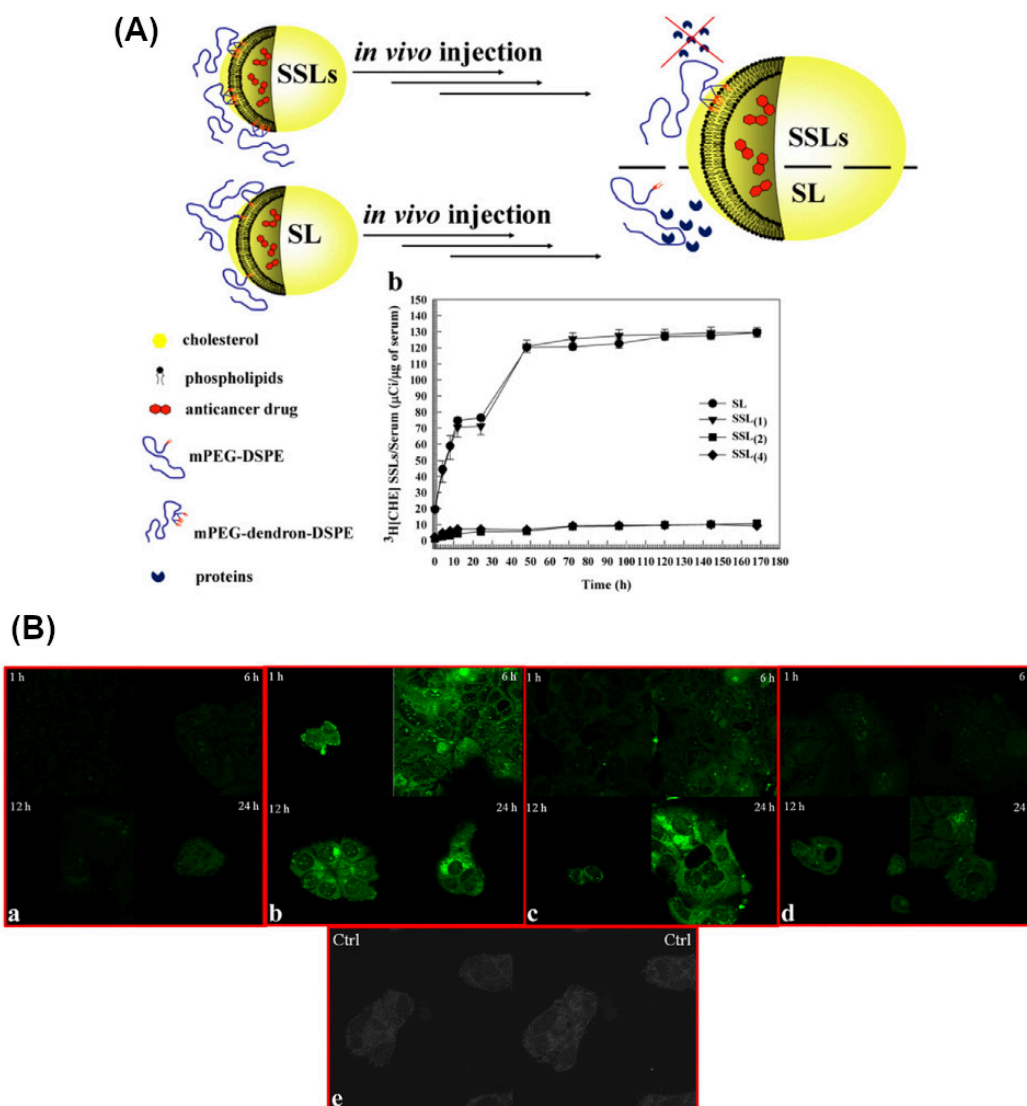 (A)
SSLs
in vivo injection
SSLs
SL
SL
in vivo injection
b
cholesterol
phospholipids
anticancer drug
mPEG-DSPE
mPEG-dendron-DSPE
proteins
³H[CHE] SSLs/Serum (µCi/µg of serum)
150
140
130
120
110
100
90
80
70
60
50
40
30
20
10
0
SL
SSL(1)
SSL(2)
SSL(4)
0 10 20 30 40 50 60 70 80 90 100 110 120 130 140 150 160 170 180
Time (h)
(B)
1 h 6 h
12 h 24 h
a
1 h 6 h
12 h 24 h
b
1 h 6 h
12 h 24 h
c
1 h 6 h
12 h 24 h
d
Ctrl Ctrl
e